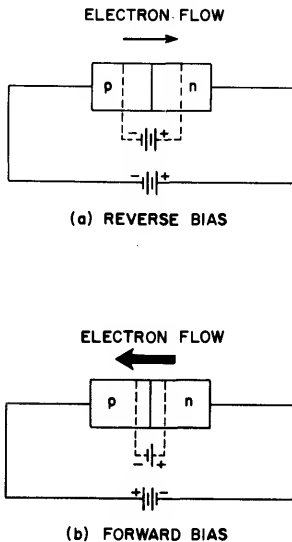 ELECTRON FLOW
p n
- +
- +
(a) REVERSE BIAS
ELECTRON FLOW
p n
- +
+ -
(b) FORWARD BIAS